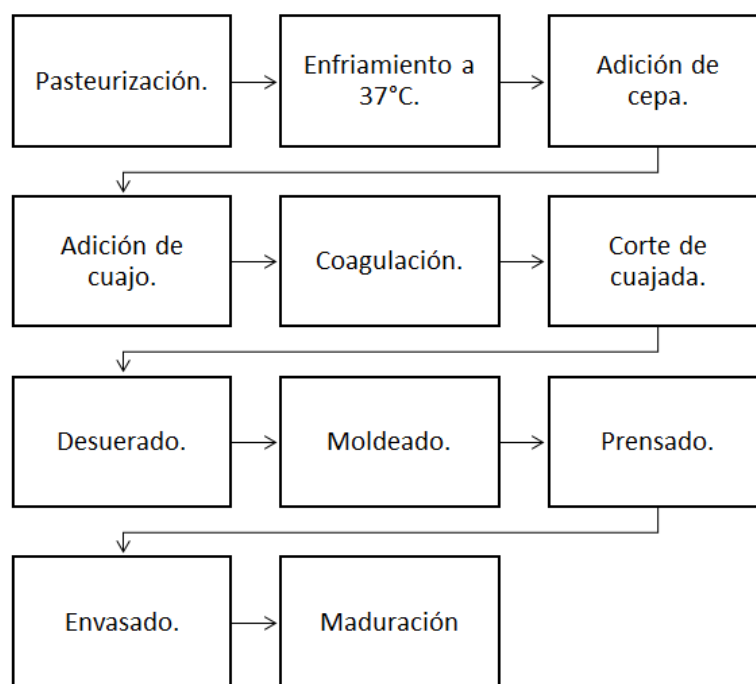 Pasteurización.
Enfriamiento a
37°C.
Adición de
cepa.
Adición de
cuajo.
Coagulación.
Corte de
cuajada.
Desuerado.
Moldeado.
Prensado.
Envasado.
Maduración